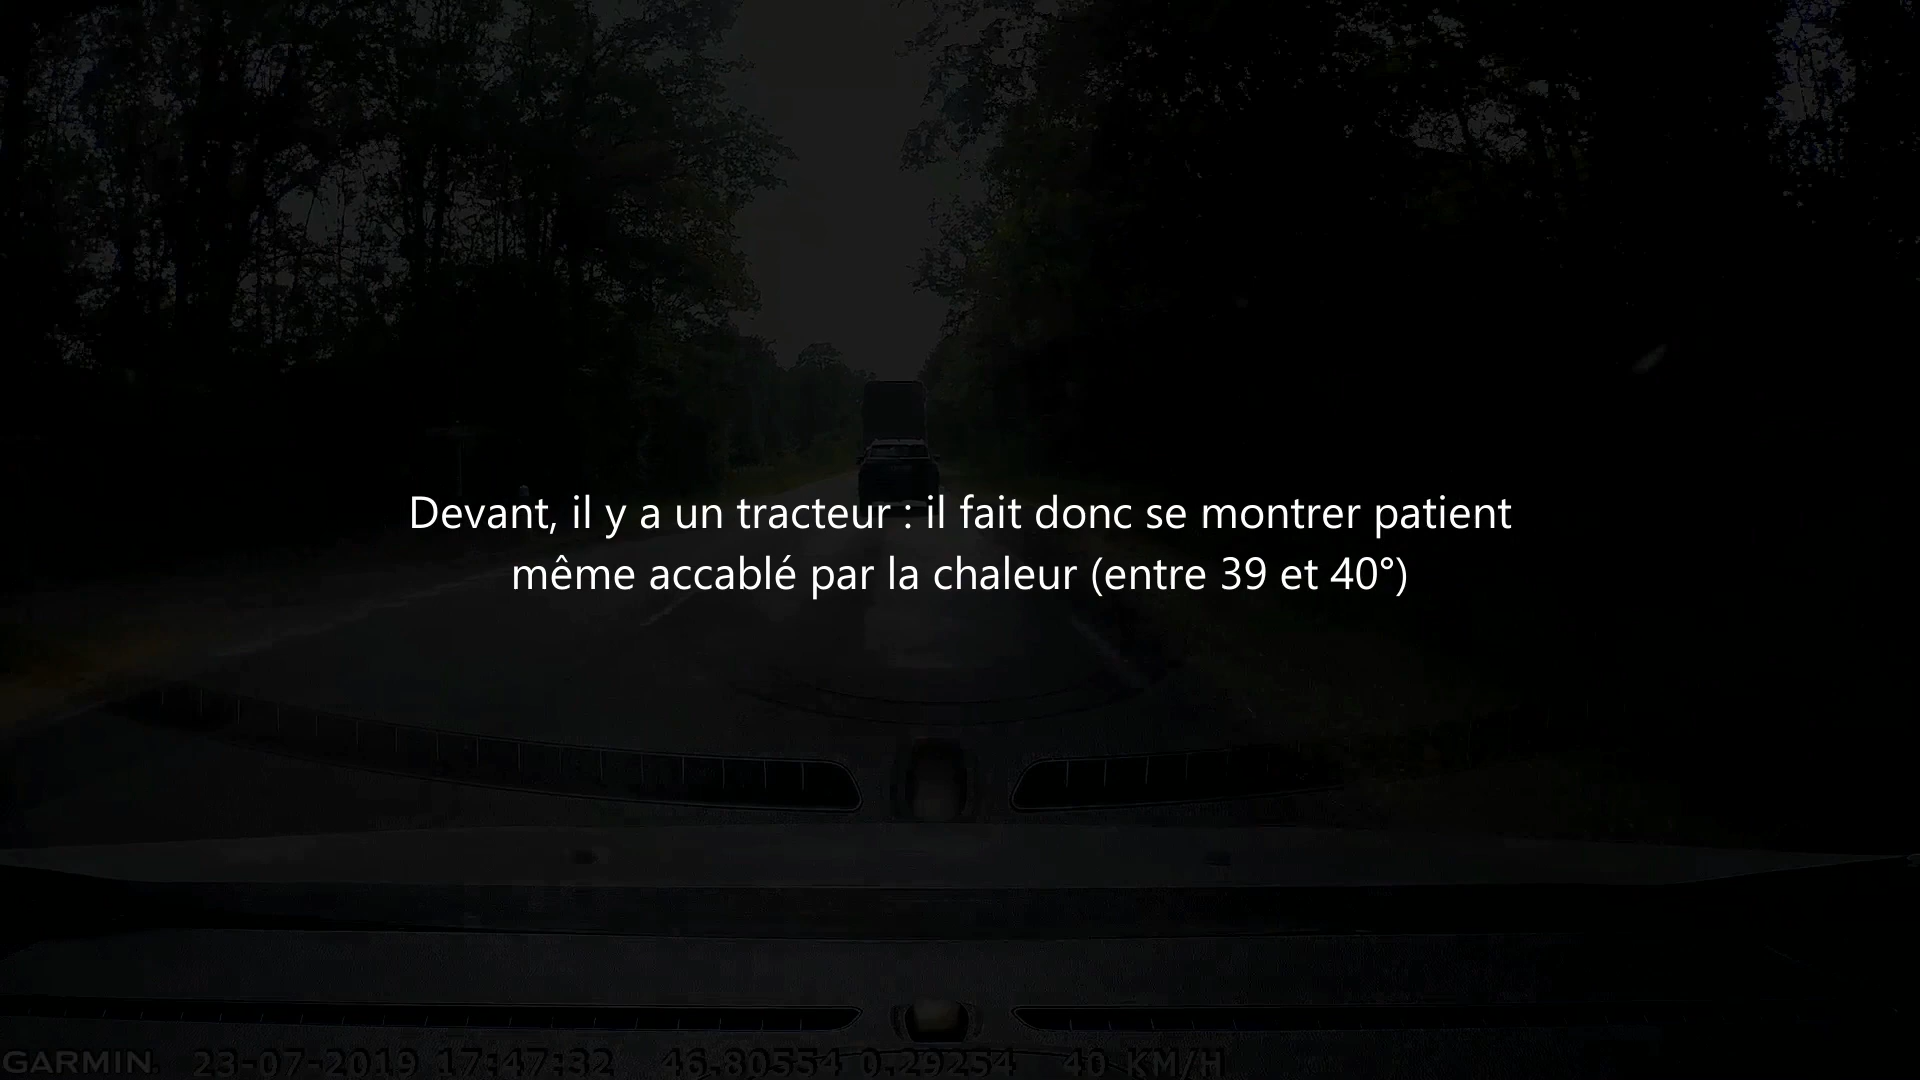 Devant, il y a un tracteur : il fait donc se montrer patient
même accablé par la chaleur (entre 39 et 40°)
GARMIN. 23-07-2019 17:47:32 46.80554 0.29254 40 KM/H